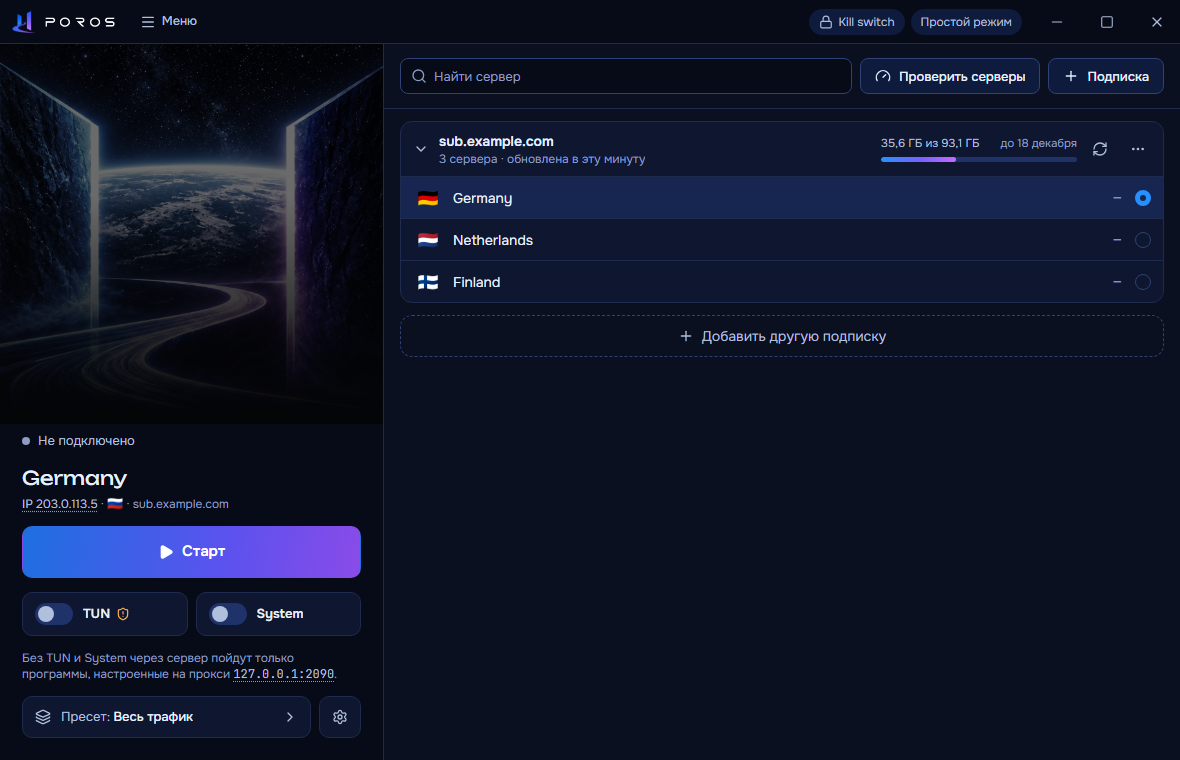 POROS
Меню
Kill switch
Простой режим
Найти сервер
Проверить серверы
Подписка
sub.example.com
3 сервера · обновлена в эту минуту
35,6 ГБ из 93,1 ГБ
до 18 декабря
Germany
Netherlands
Finland
Добавить другую подписку
Не подключено
Germany
IP 203.0.113.5 · · sub.example.com
Старт
TUN
System
Без TUN и System через сервер пойдут только
программы, настроенные на прокси 127.0.0.1:2090.
Пресет: Весь трафик